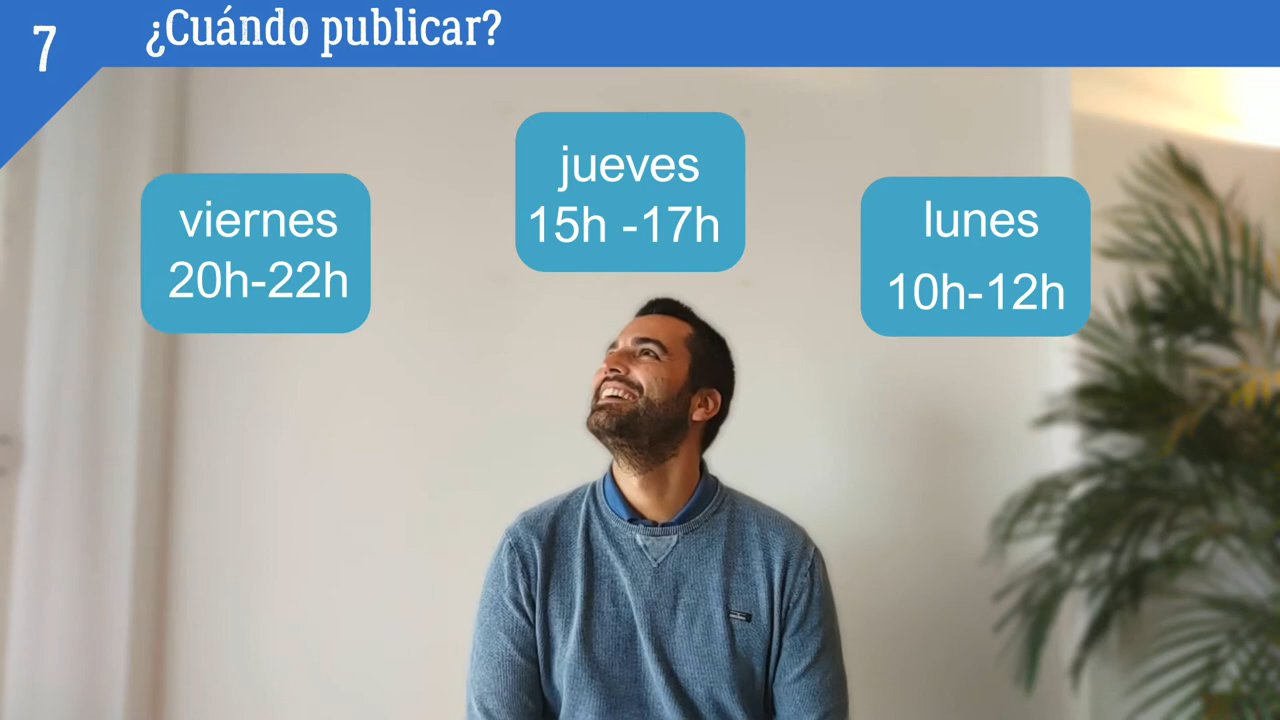 7
¿Cuándo publicar?
viernes
20h-22h
jueves
15h -17h
lunes
10h-12h